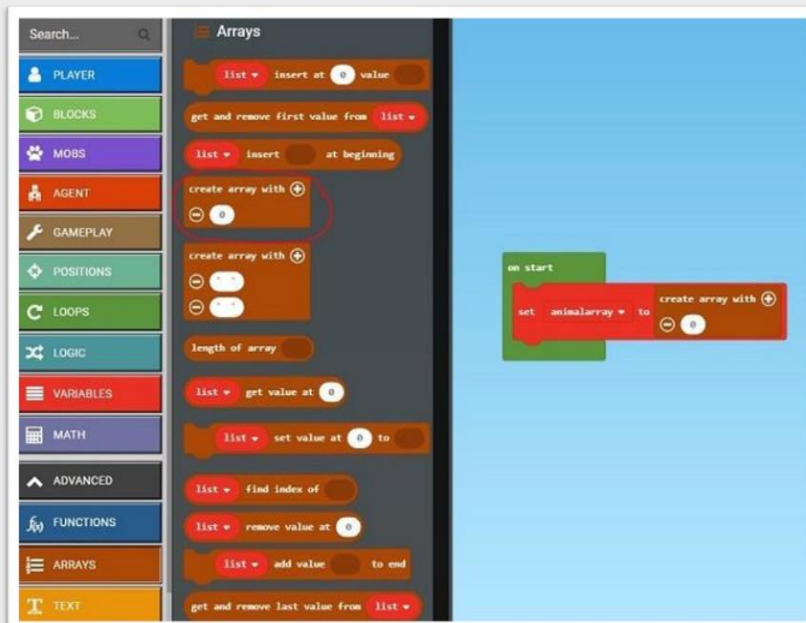 Search...
PLAYER
BLOCKS
MOBS
AGENT
GAMEPLAY
POSITIONS
LOOPS
LOGIC
VARIABLES
MATH
ADVANCED
f(x) FUNCTIONS
ARRAYS
T TEXT
Arrays
list insert at 0 value
get and remove first value from list
list insert at beginning
create array with
0
create array with
" "
" "
length of array
list get value at 0
list set value at 0 to
list find index of
list remove value at 0
list add value to end
get and remove last value from list
on start
set animalarray to create array with
0